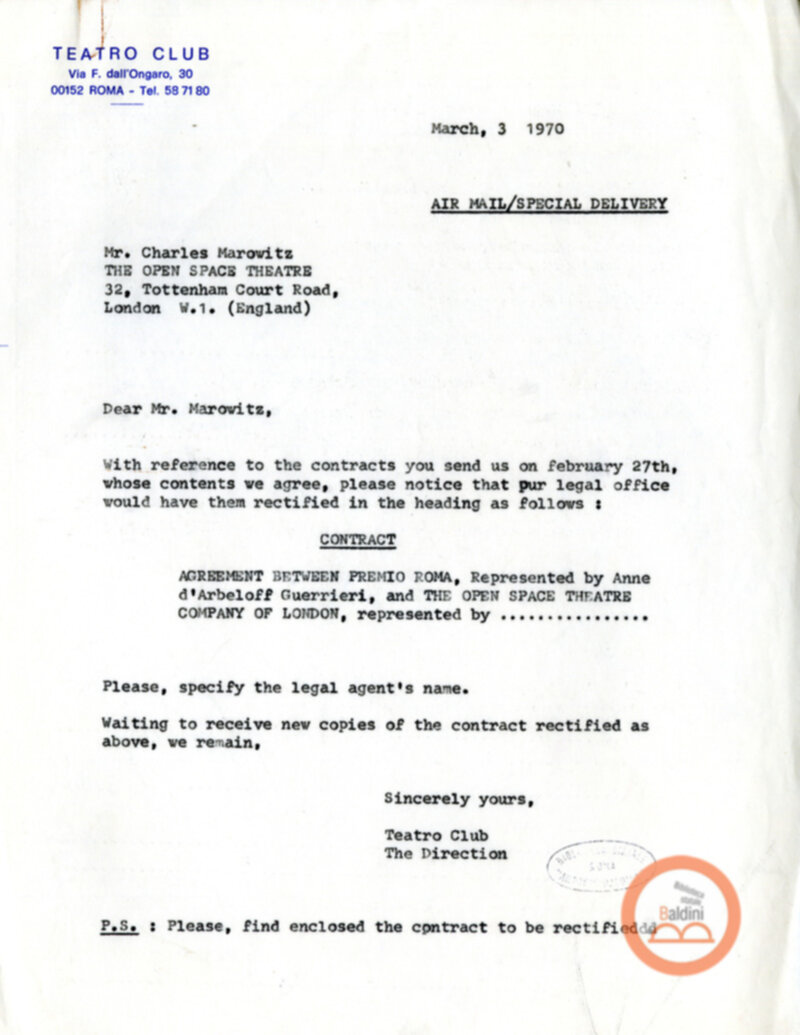 TEATRO CLUB
Via F. dall'Ongaro, 30
00152 ROMA - Tel. 58 71 80
March, 3 1970
AIR MAIL/SPECIAL DELIVERY
Mr. Charles Marowitz
THE OPEN SPACE THEATRE
32, Tottenham Court Road,
London W.1. (England)
Dear Mr. Marowitz,
With reference to the contracts you send us on february 27th,
whose contents we agree, please notice that pur legal office
would have them rectified in the heading as follows :
CONTRACT
AGREEMENT BETWEEN PREMIO ROMA, Represented by Anne
d'Arbeloff Guerrieri, and THE OPEN SPACE THEATRE
COMPANY OF LONDON, represented by ................
Please, specify the legal agent's name.
Waiting to receive new copies of the contract rectified as
above, we remain,
Sincerely yours,
Teatro Club
The Direction
ROMA
Biblioteca
statale
Baldini
P.S. : Please, find enclosed the cpntract to be rectifieddd